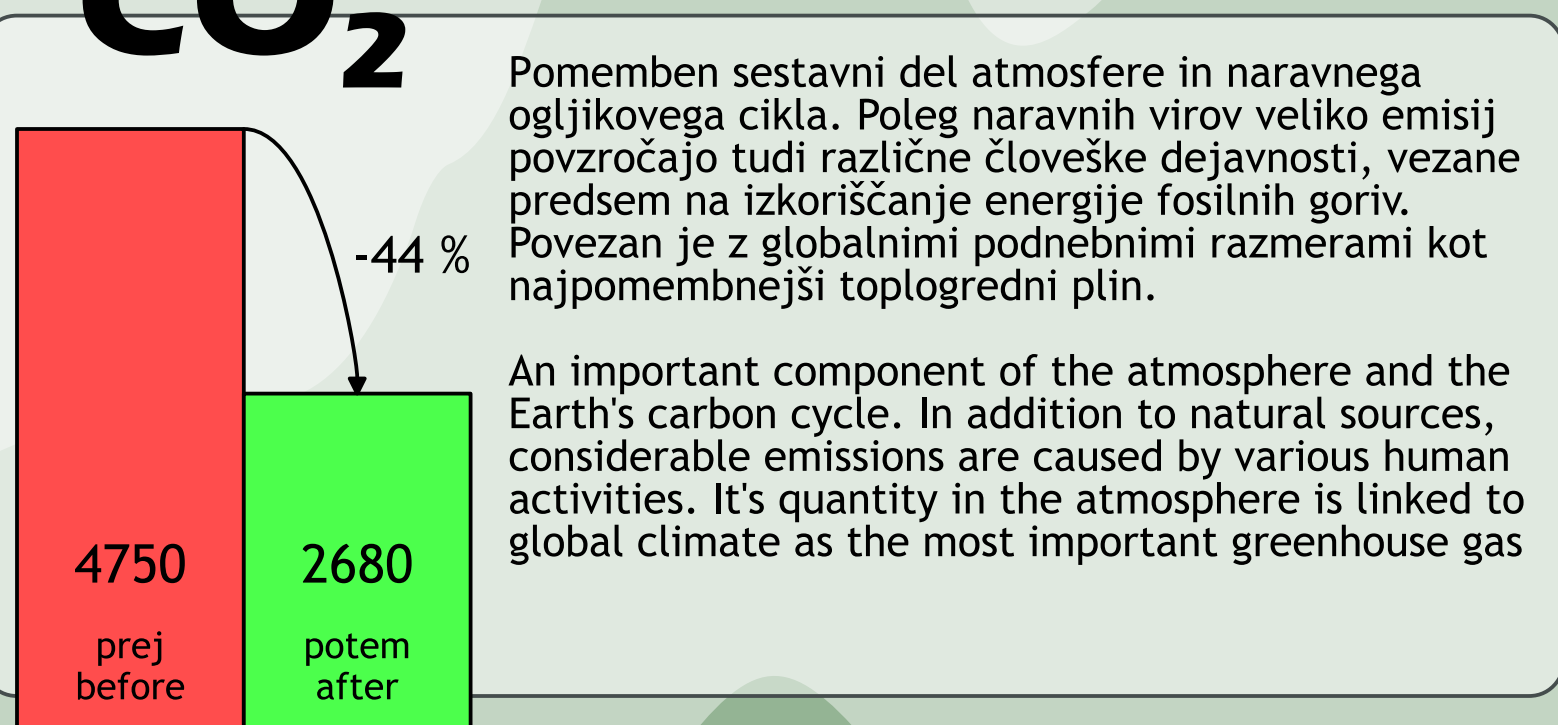 CO₂
Pomemben sestavni del atmosfere in naravnega
ogljikovega cikla. Poleg naravnih virov veliko emisij
povzročajo tudi različne človeške dejavnosti, vezane
predsem na izkoriščanje energije fosilnih goriv.
Povezan je z globalnimi podnebnimi razmerami kot
najpomembnejši toplogredni plin.
An important component of the atmosphere and the
Earth's carbon cycle. In addition to natural sources,
considerable emissions are caused by various human
activities. It's quantity in the atmosphere is linked to
global climate as the most important greenhouse gas
-44 %
4750
prej
before
2680
potem
after